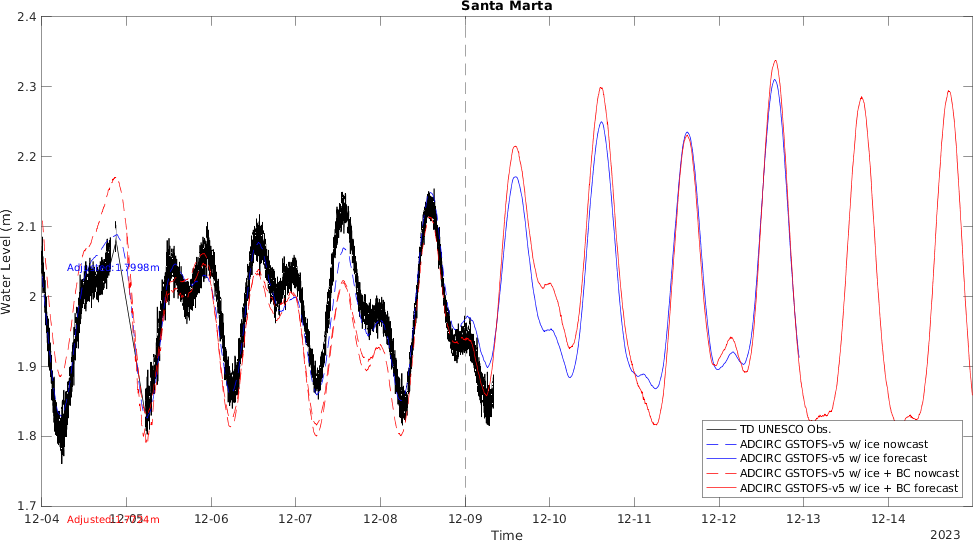 Santa Marta
Water Level (m)
2.4
2.3
2.2
2.1
2
1.9
1.8
1.7
Adjusted:1.7998m
TD UNESCO Obs.
ADCIRC GSTOFS-v5 w/ ice nowcast
ADCIRC GSTOFS-v5 w/ ice forecast
ADCIRC GSTOFS-v5 w/ ice + BC nowcast
ADCIRC GSTOFS-v5 w/ ice + BC forecast
12-04 12-05 12-06 12-07 12-08 12-09 12-10 12-11 12-12 12-13 12-14
Time
2023